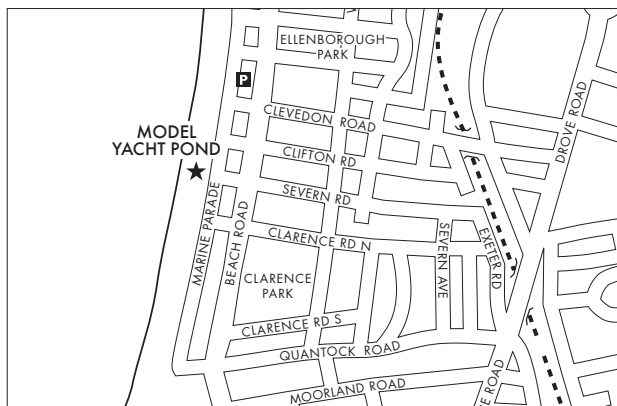 ELLENBOROUGH
PARK
P
CLEVEDON ROAD
MODEL
YACHT POND
CLIFTON RD
DROVE ROAD
SEVERN RD
MARINE PARADE
BEACH ROAD
CLARENCE RD N
SEVERN AVE
EXETER RD
CLARENCE
PARK
CLARENCE RD S
QUANTOCK ROAD
MOORLAND ROAD
E ROAD